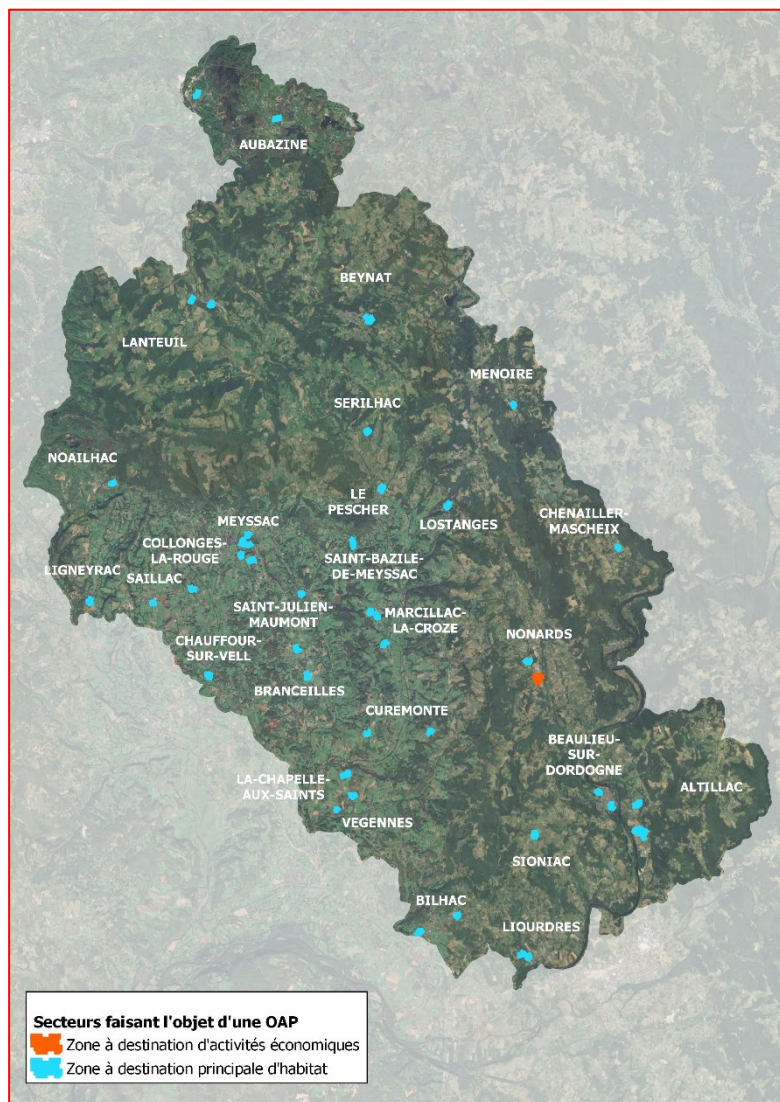 AUBAZINE
BEYNAT
LANTEUIL
MENOIRE
SERILHAC
NOAILHAC
LE
PESCHER
LOSTANGES
CHENAILLER-
MASCHEIX
MEYSSAC
COLLONGES-
LA-ROUGE
SAINT-BAZILE-
DE-MEYSSAC
LIGNEYRAC
SAILLAC
SAINT-JULIEN-
MAUMONT
MARCILLAC-
LA-CROZE
NONARDS
CHAUFFOUR-
SUR-VELL
BRANCEILLES
CUREMONTE
BEAULIEU-
SUR-
DORDOGNE
LA-CHAPELLE-
AUX-SAINTS
ALTILLAC
VEGENNES
SIONIAC
BILHAC
LIOURDRES
Secteurs faisant l'objet d'une OAP
Zone à destination d'activités économiques
Zone à destination principale d'habitat